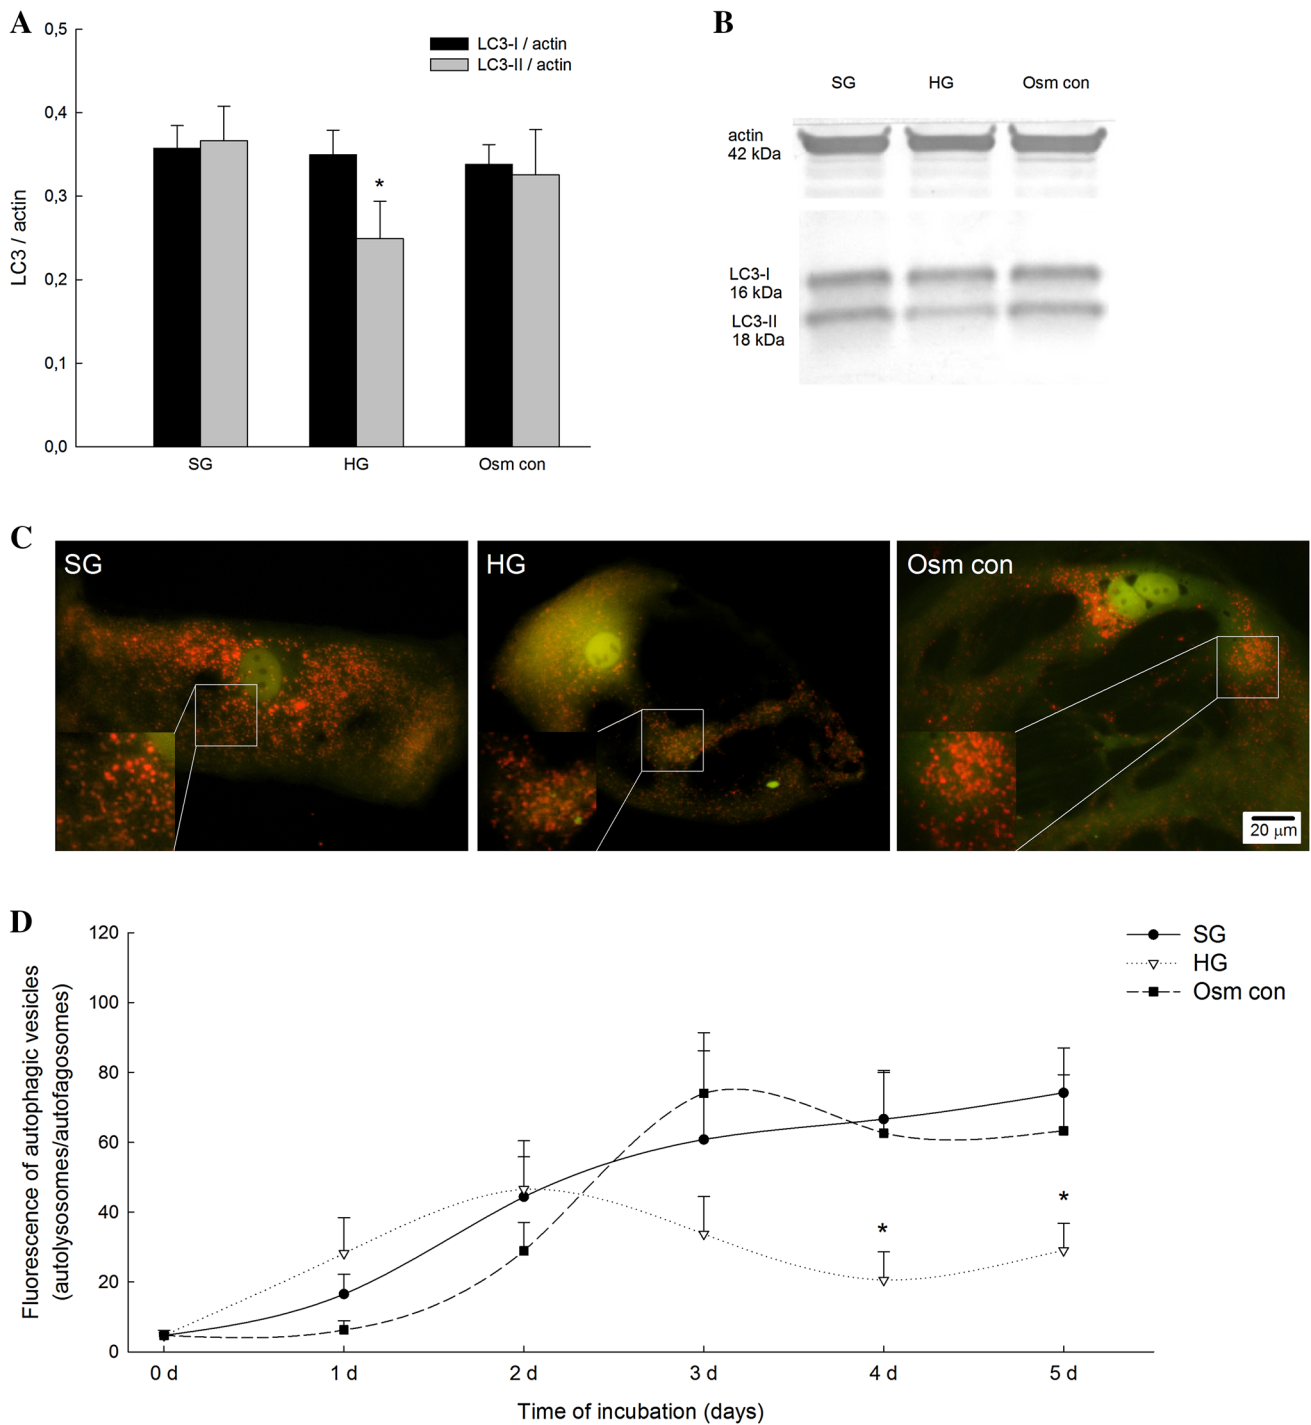 A
0,5
0,4
0,3
0,2
0,1
0,0
LC3 / actin
LC3-I / actin
LC3-II / actin
*
SG
HG
Osm con
B
SG
HG
Osm con
actin
42 kDa
LC3-I
16 kDa
LC3-II
18 kDa
C
SG
HG
Osm con
20 μm
D
120
100
80
60
40
20
0
Fluorescence of autophagic vesicles
(autolysosomes/autofagosomes)
SG
HG
Osm con
*
*
0 d
1 d
2 d
3 d
4 d
5 d
Time of incubation (days)